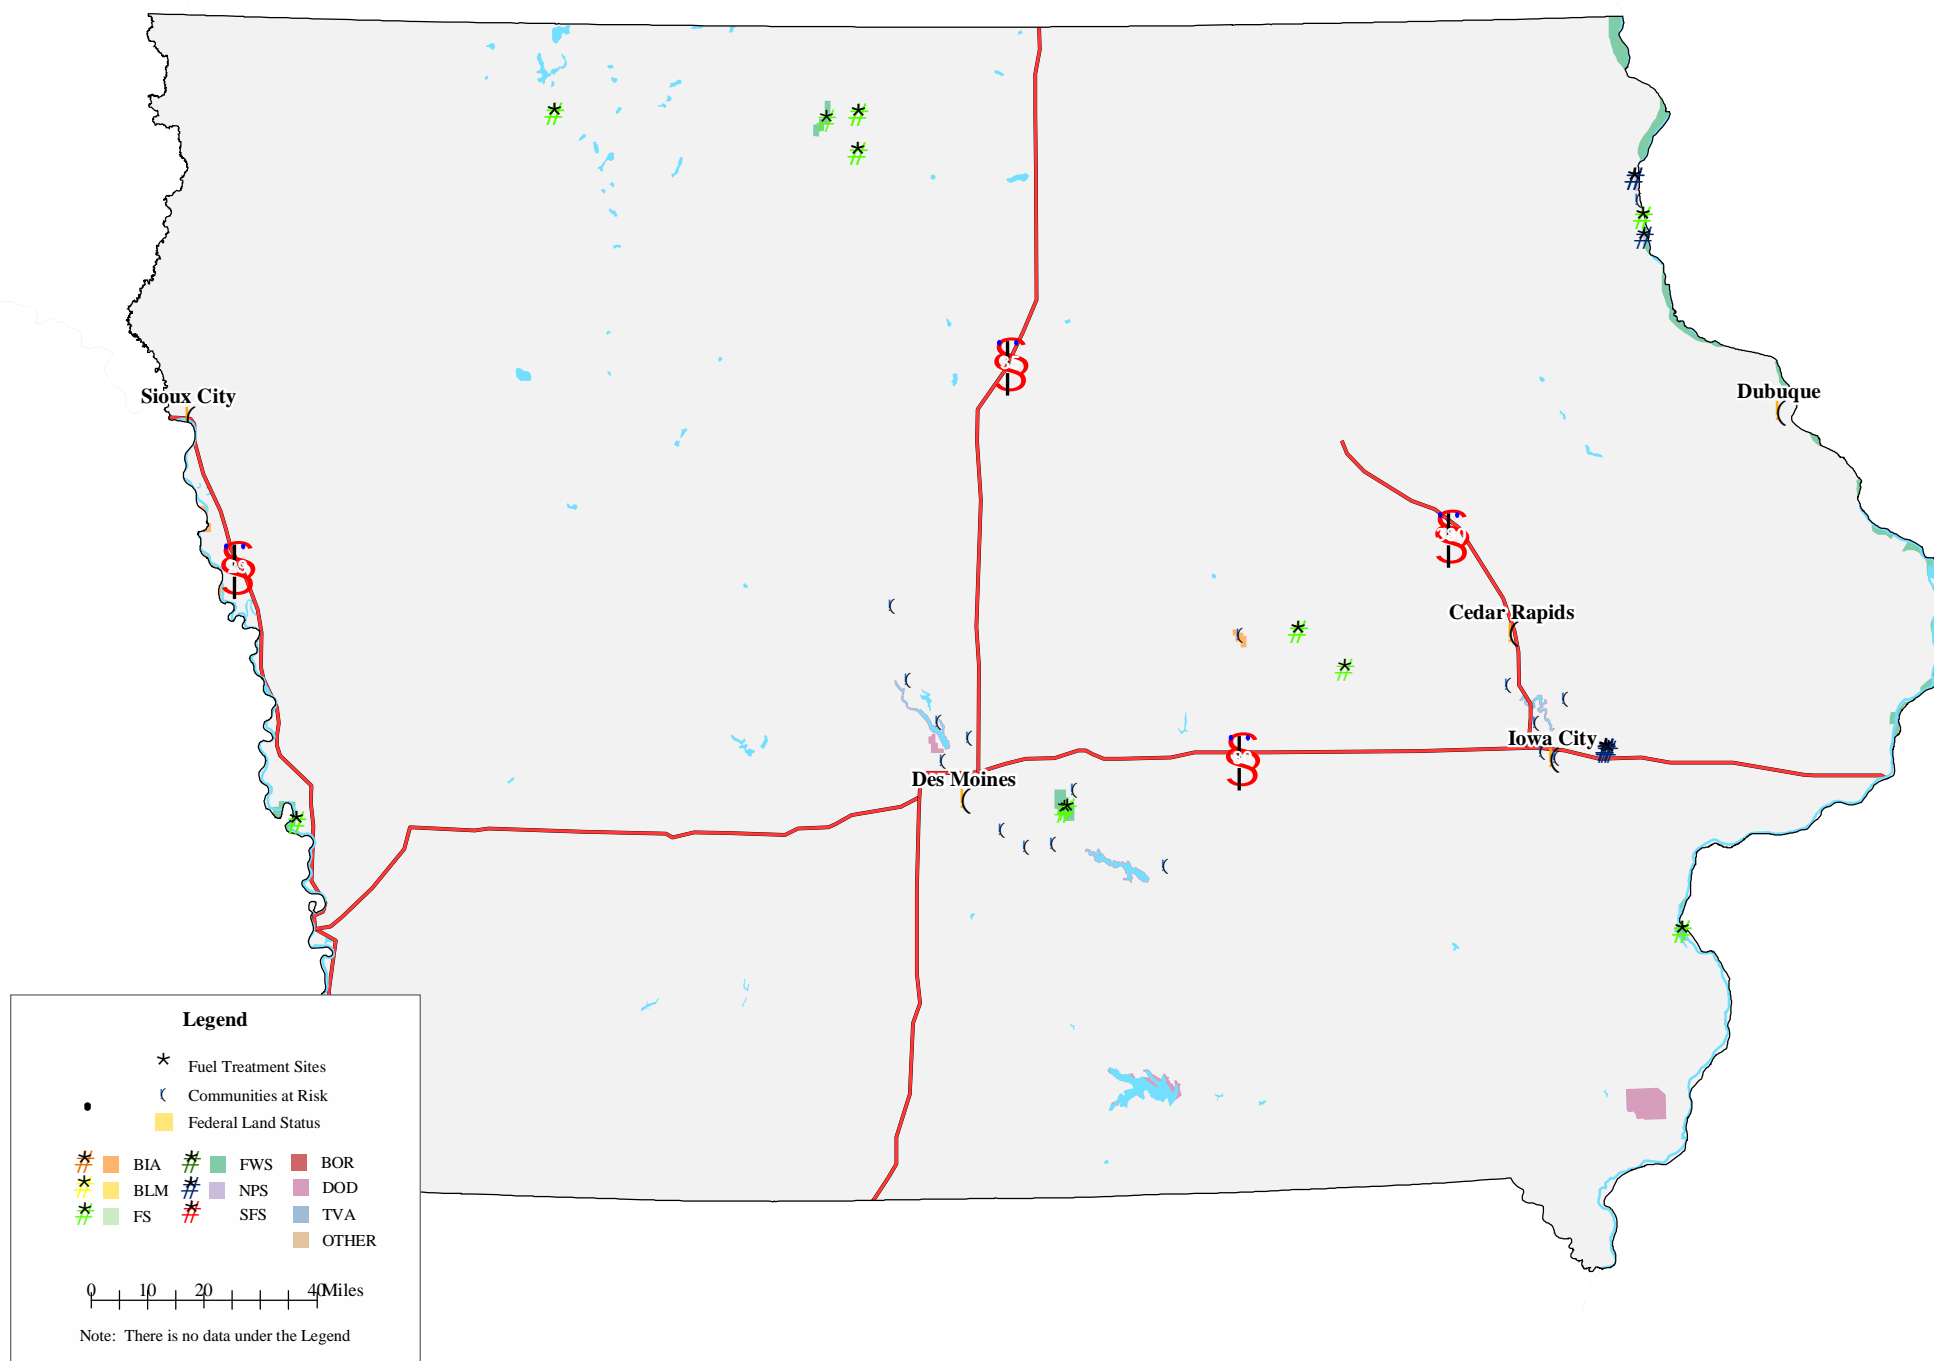 Sioux City
Dubuque
Cedar Rapids
Iowa City
Des Moines
Legend
Fuel Treatment Sites
Communities at Risk
Federal Land Status
BIA FWS BOR
BLM NPS DOD
FS SFS TVA
OTHER
0 10 20 40 Miles
Note: There is no data under the Legend